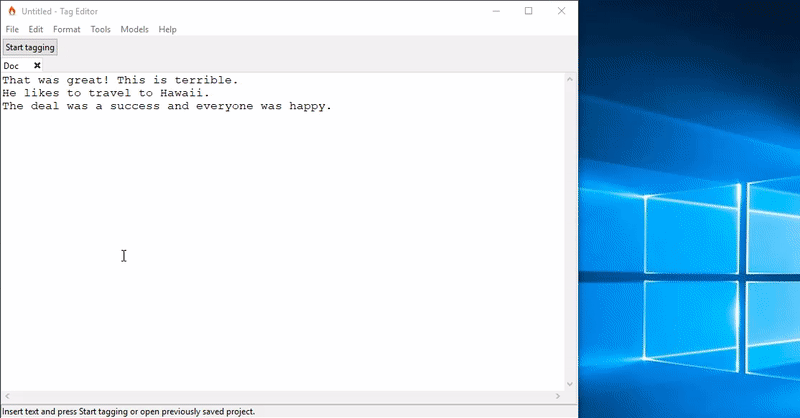 Untitled - Tag Editor
File Edit Format Tools Models Help
Start tagging
Doc
That was great! This is terrible.
He likes to travel to Hawaii.
The deal was a success and everyone was happy.
Insert text and press Start tagging or open previously saved project.